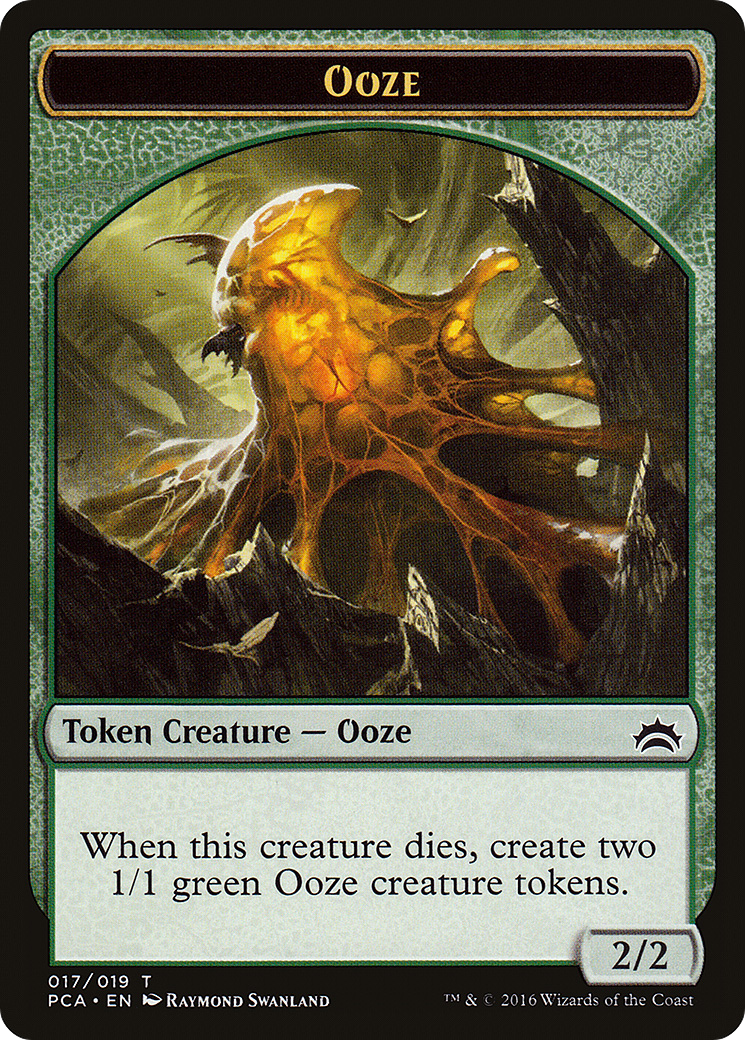 Ooze
Token Creature — Ooze
When this creature dies, create two
1/1 green Ooze creature tokens.
2/2
017/019 T
PCA • EN Raymond Swanland
™ & © 2016 Wizards of the Coast